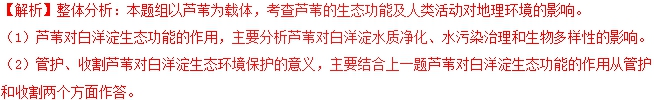 【解析】整体分析：本题组以芦苇为载体，考查芦苇的生态功能及人类活动对地理环境的影响。
（1）芦苇对白洋淀生态功能的作用，主要分析芦苇对白洋淀水质净化、水污染治理和生物多样性的影响。
（2）管护、收割芦苇对白洋淀生态环境保护的意义，主要结合上一题芦苇对白洋淀生态功能的作用从管护
和收割两个方面作答。